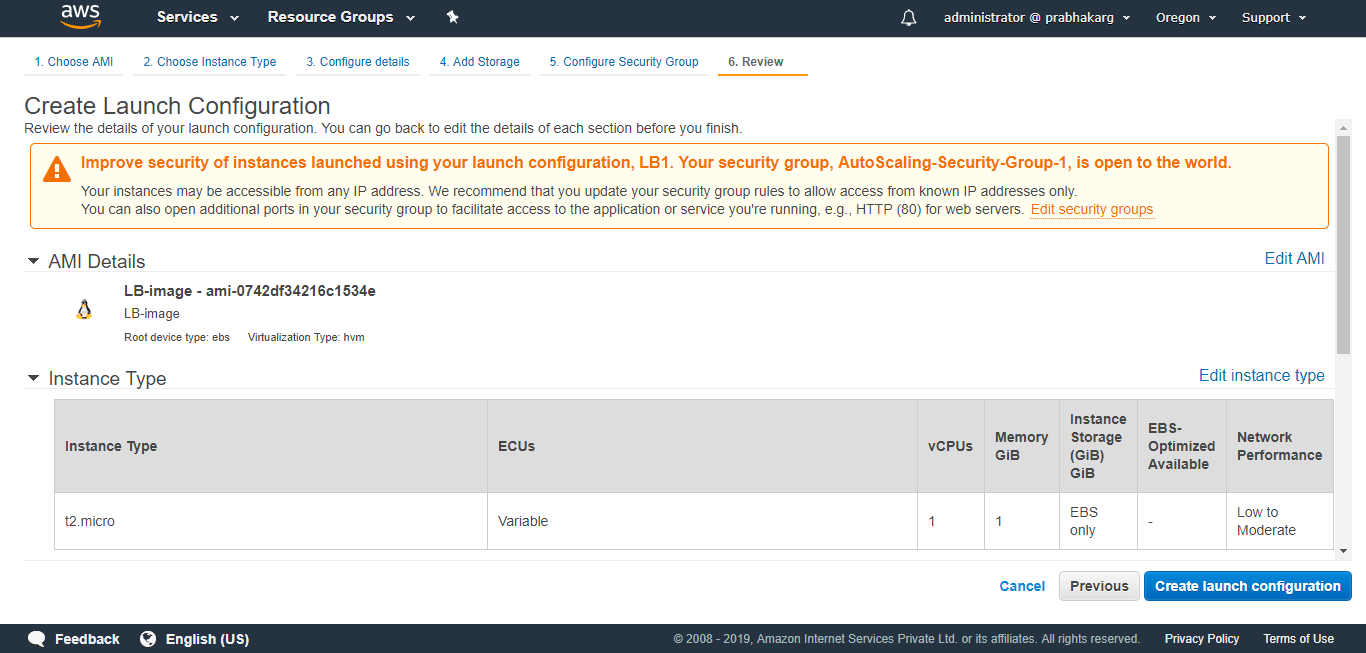 aws
Services
Resource Groups
administrator @ prabhakarg
Oregon
Support
1. Choose AMI
2. Choose Instance Type
3. Configure details
4. Add Storage
5. Configure Security Group
6. Review
Create Launch Configuration
Review the details of your launch configuration. You can go back to edit the details of each section before you finish.
Improve security of instances launched using your launch configuration, LB1. Your security group, AutoScaling-Security-Group-1, is open to the world.
Your instances may be accessible from any IP address. We recommend that you update your security group rules to allow access from known IP addresses only.
You can also open additional ports in your security group to facilitate access to the application or service you're running, e.g., HTTP (80) for web servers. Edit security groups
AMI Details
Edit AMI
LB-image - ami-0742df34216c1534e
LB-image
Root device type: ebs Virtualization Type: hvm
Instance Type
Edit instance type
Instance Type
ECUs
vCPUs
Memory
GiB
Instance
Storage
(GiB)
GiB
EBS-
Optimized
Available
Network
Performance
t2.micro
Variable
1
1
EBS
only
-
Low to
Moderate
Cancel
Previous
Create launch configuration
Feedback
English (US)
© 2008 - 2019, Amazon Internet Services Private Ltd. or its affiliates. All rights reserved.
Privacy Policy
Terms of Use